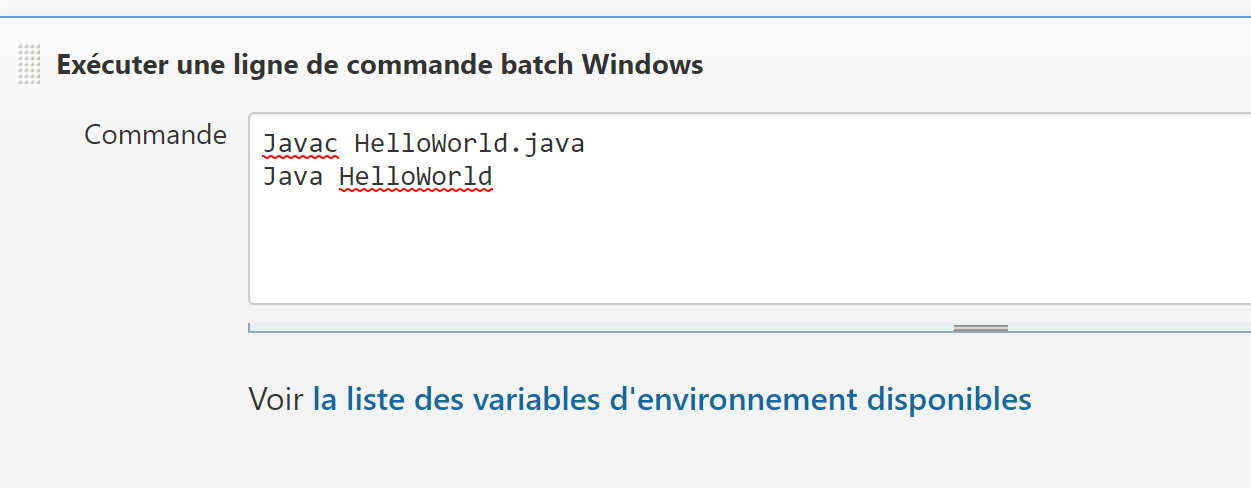 Exécuter une ligne de commande batch Windows
Commande
Javac HelloWorld.java
Java HelloWorld
Voir la liste des variables d'environnement disponibles